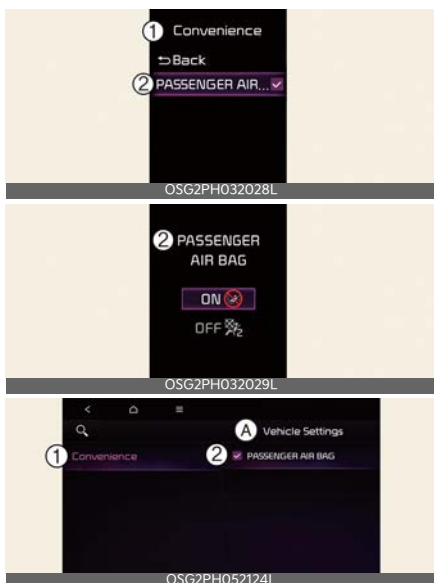 1 Convenience
Back
2 PASSENGER AIR...
OSG2PH032028L
2 PASSENGER
AIR BAG
ON
OFF 2
OSG2PH032029L
A Vehicle Settings
1 Convenience
2 PASSENGER AIR BAG
OSG2PH052124L